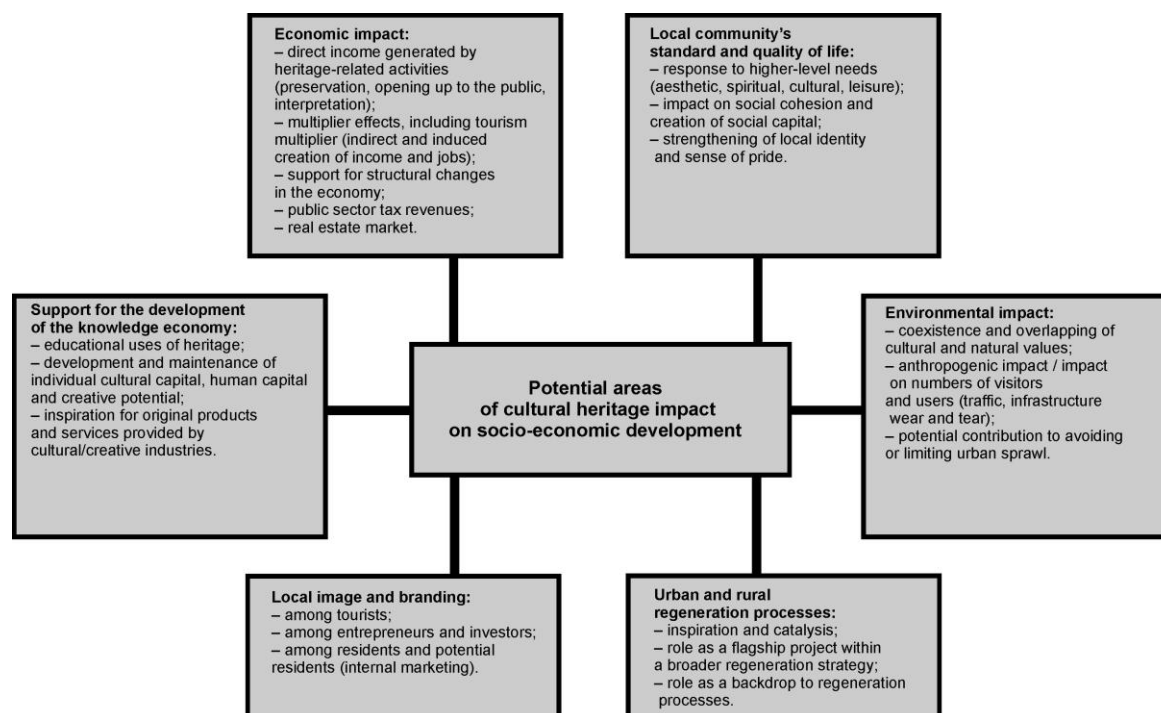 Economic impact:
– direct income generated by
heritage-related activities
(preservation, opening up to the public,
interpretation);
– multiplier effects, including tourism
multiplier (indirect and induced
creation of income and jobs);
– support for structural changes
in the economy;
– public sector tax revenues;
– real estate market.
Local community's
standard and quality of life:
– response to higher-level needs
(aesthetic, spiritual, cultural, leisure);
– impact on social cohesion and
creation of social capital;
– strengthening of local identity
and sense of pride.
Support for the development
of the knowledge economy:
– educational uses of heritage;
– development and maintenance of
individual cultural capital, human capital
and creative potential;
– inspiration for original products
and services provided by
cultural/creative industries.
Potential areas
of cultural heritage impact
on socio-economic development
Environmental impact:
– coexistence and overlapping of
cultural and natural values;
– anthropogenic impact / impact
on numbers of visitors
and users (traffic, infrastructure
wear and tear);
– potential contribution to avoiding
or limiting urban sprawl.
Local image and branding:
– among tourists;
– among entrepreneurs and investors;
– among residents and potential
residents (internal marketing).
Urban and rural
regeneration processes:
– inspiration and catalysis;
– role as a flagship project within
a broader regeneration strategy;
– role as a backdrop to regeneration
processes.